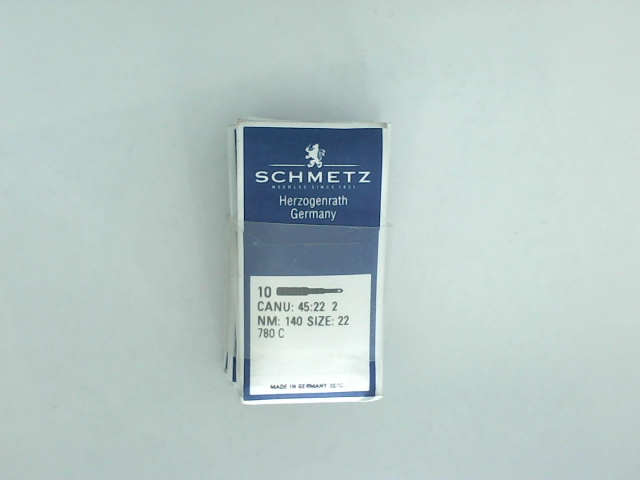 SCHMETZ
NEEDLES SINCE 1851
Herzogenrath
Germany
10
CANU: 45:22 2
NM: 140 SIZE: 22
780 C
MADE IN GERMANY